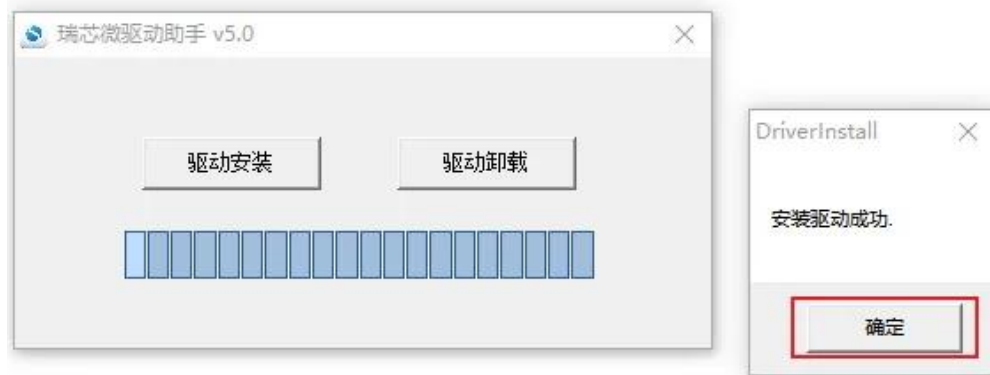 瑞芯微驱动助手 v5.0
驱动安装
驱动卸载
DriverInstall
安装驱动成功.
确定